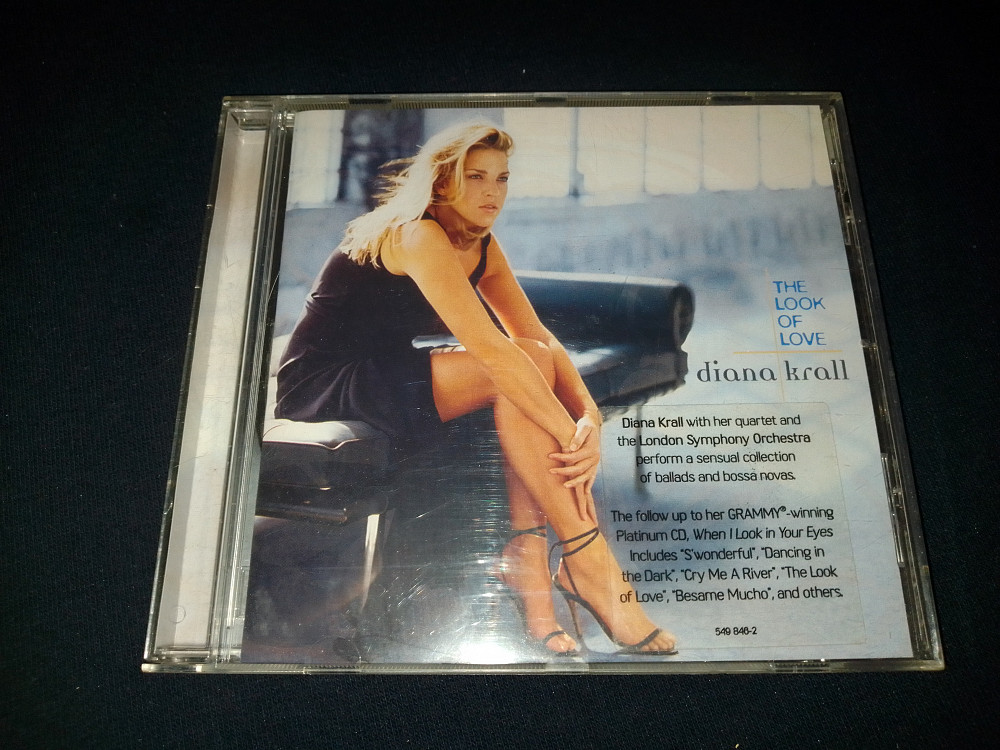 THE
LOOK
OF
LOVE
diana krall
Diana Krall with her quartet and
the London Symphony Orchestra
perform a sensual collection
of ballads and bossa novas.
The follow up to her GRAMMY®-winning
Platinum CD, When I Look in Your Eyes
Includes "S'wonderful", "Dancing in
the Dark", "Cry Me A River", "The Look
of Love", "Besame Mucho", and others.
549 846-2